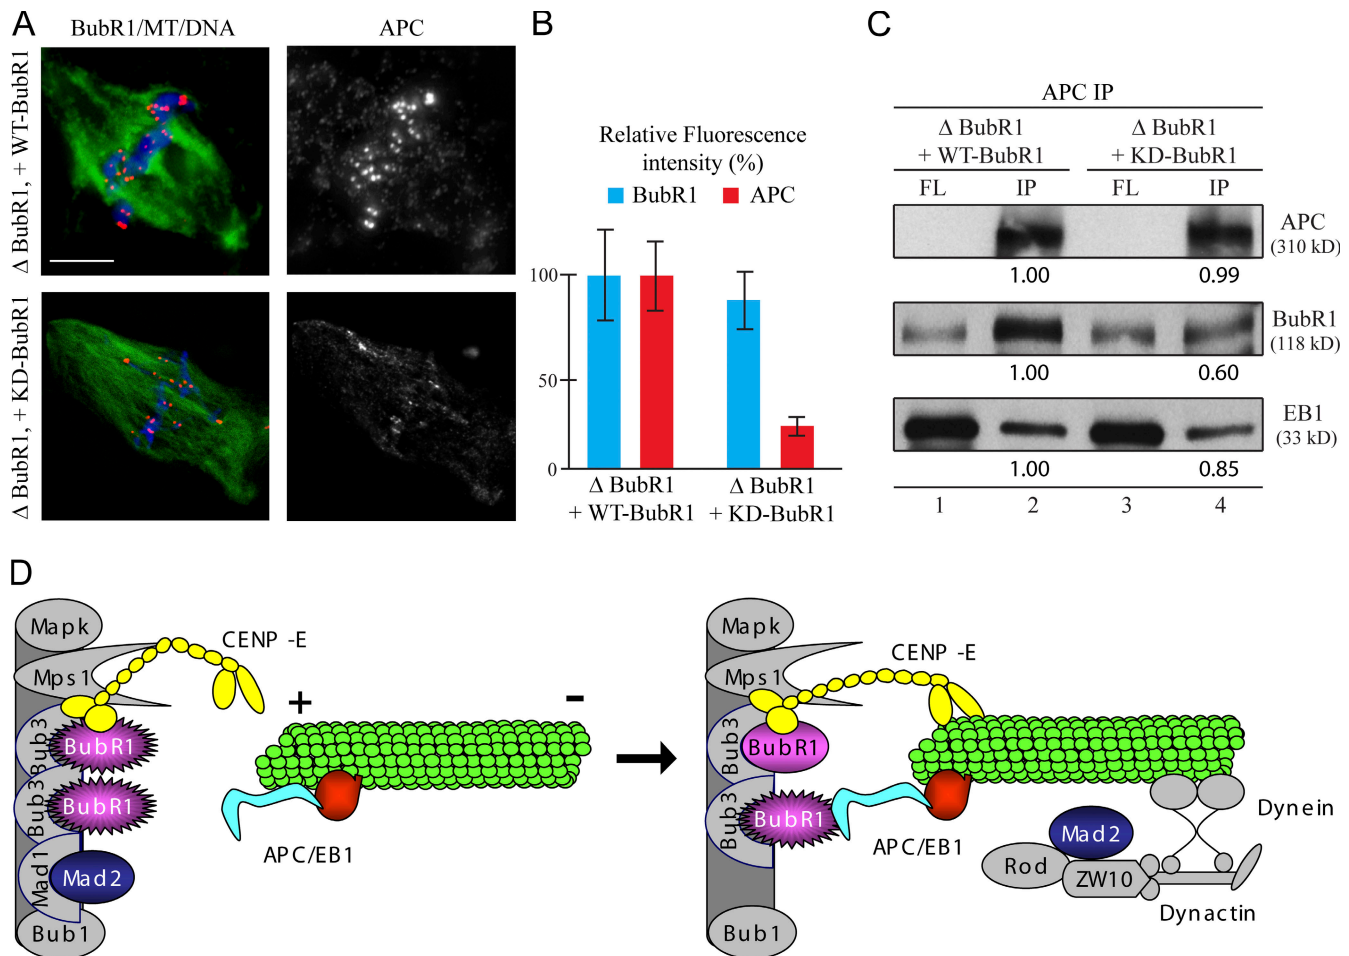 A
BubR1/MT/DNA
APC
Δ BubR1, + WT-BubR1
Δ BubR1, + KD-BuBR1
B
Relative Fluorescence
intensity (%)
BubR1
APC
100
50
0
Δ BubR1
+ WT-BubR1
Δ BubR1
+ KD-BubR1
C
APC IP
Δ BubR1
+ WT-BubR1
Δ BubR1
+ KD-BubR1
FL
IP
FL
IP
APC
(310 kD)
1.00
0.99
BubR1
(118 kD)
1.00
0.60
EB1
(33 kD)
1.00
0.85
1
2
3
4
D
Mapk
Mps1
CENP -E
+
-
Bub3
BubR1
Bub3
BubR1
APC/EB1
Mad1
Mad2
Bub1
Mapk
Mps1
CENP -E
Bub3
BubR1
Bub3
BubR1
APC/EB1
Bub1
Mad2
Rod
ZW10
Dynein
Dynactin